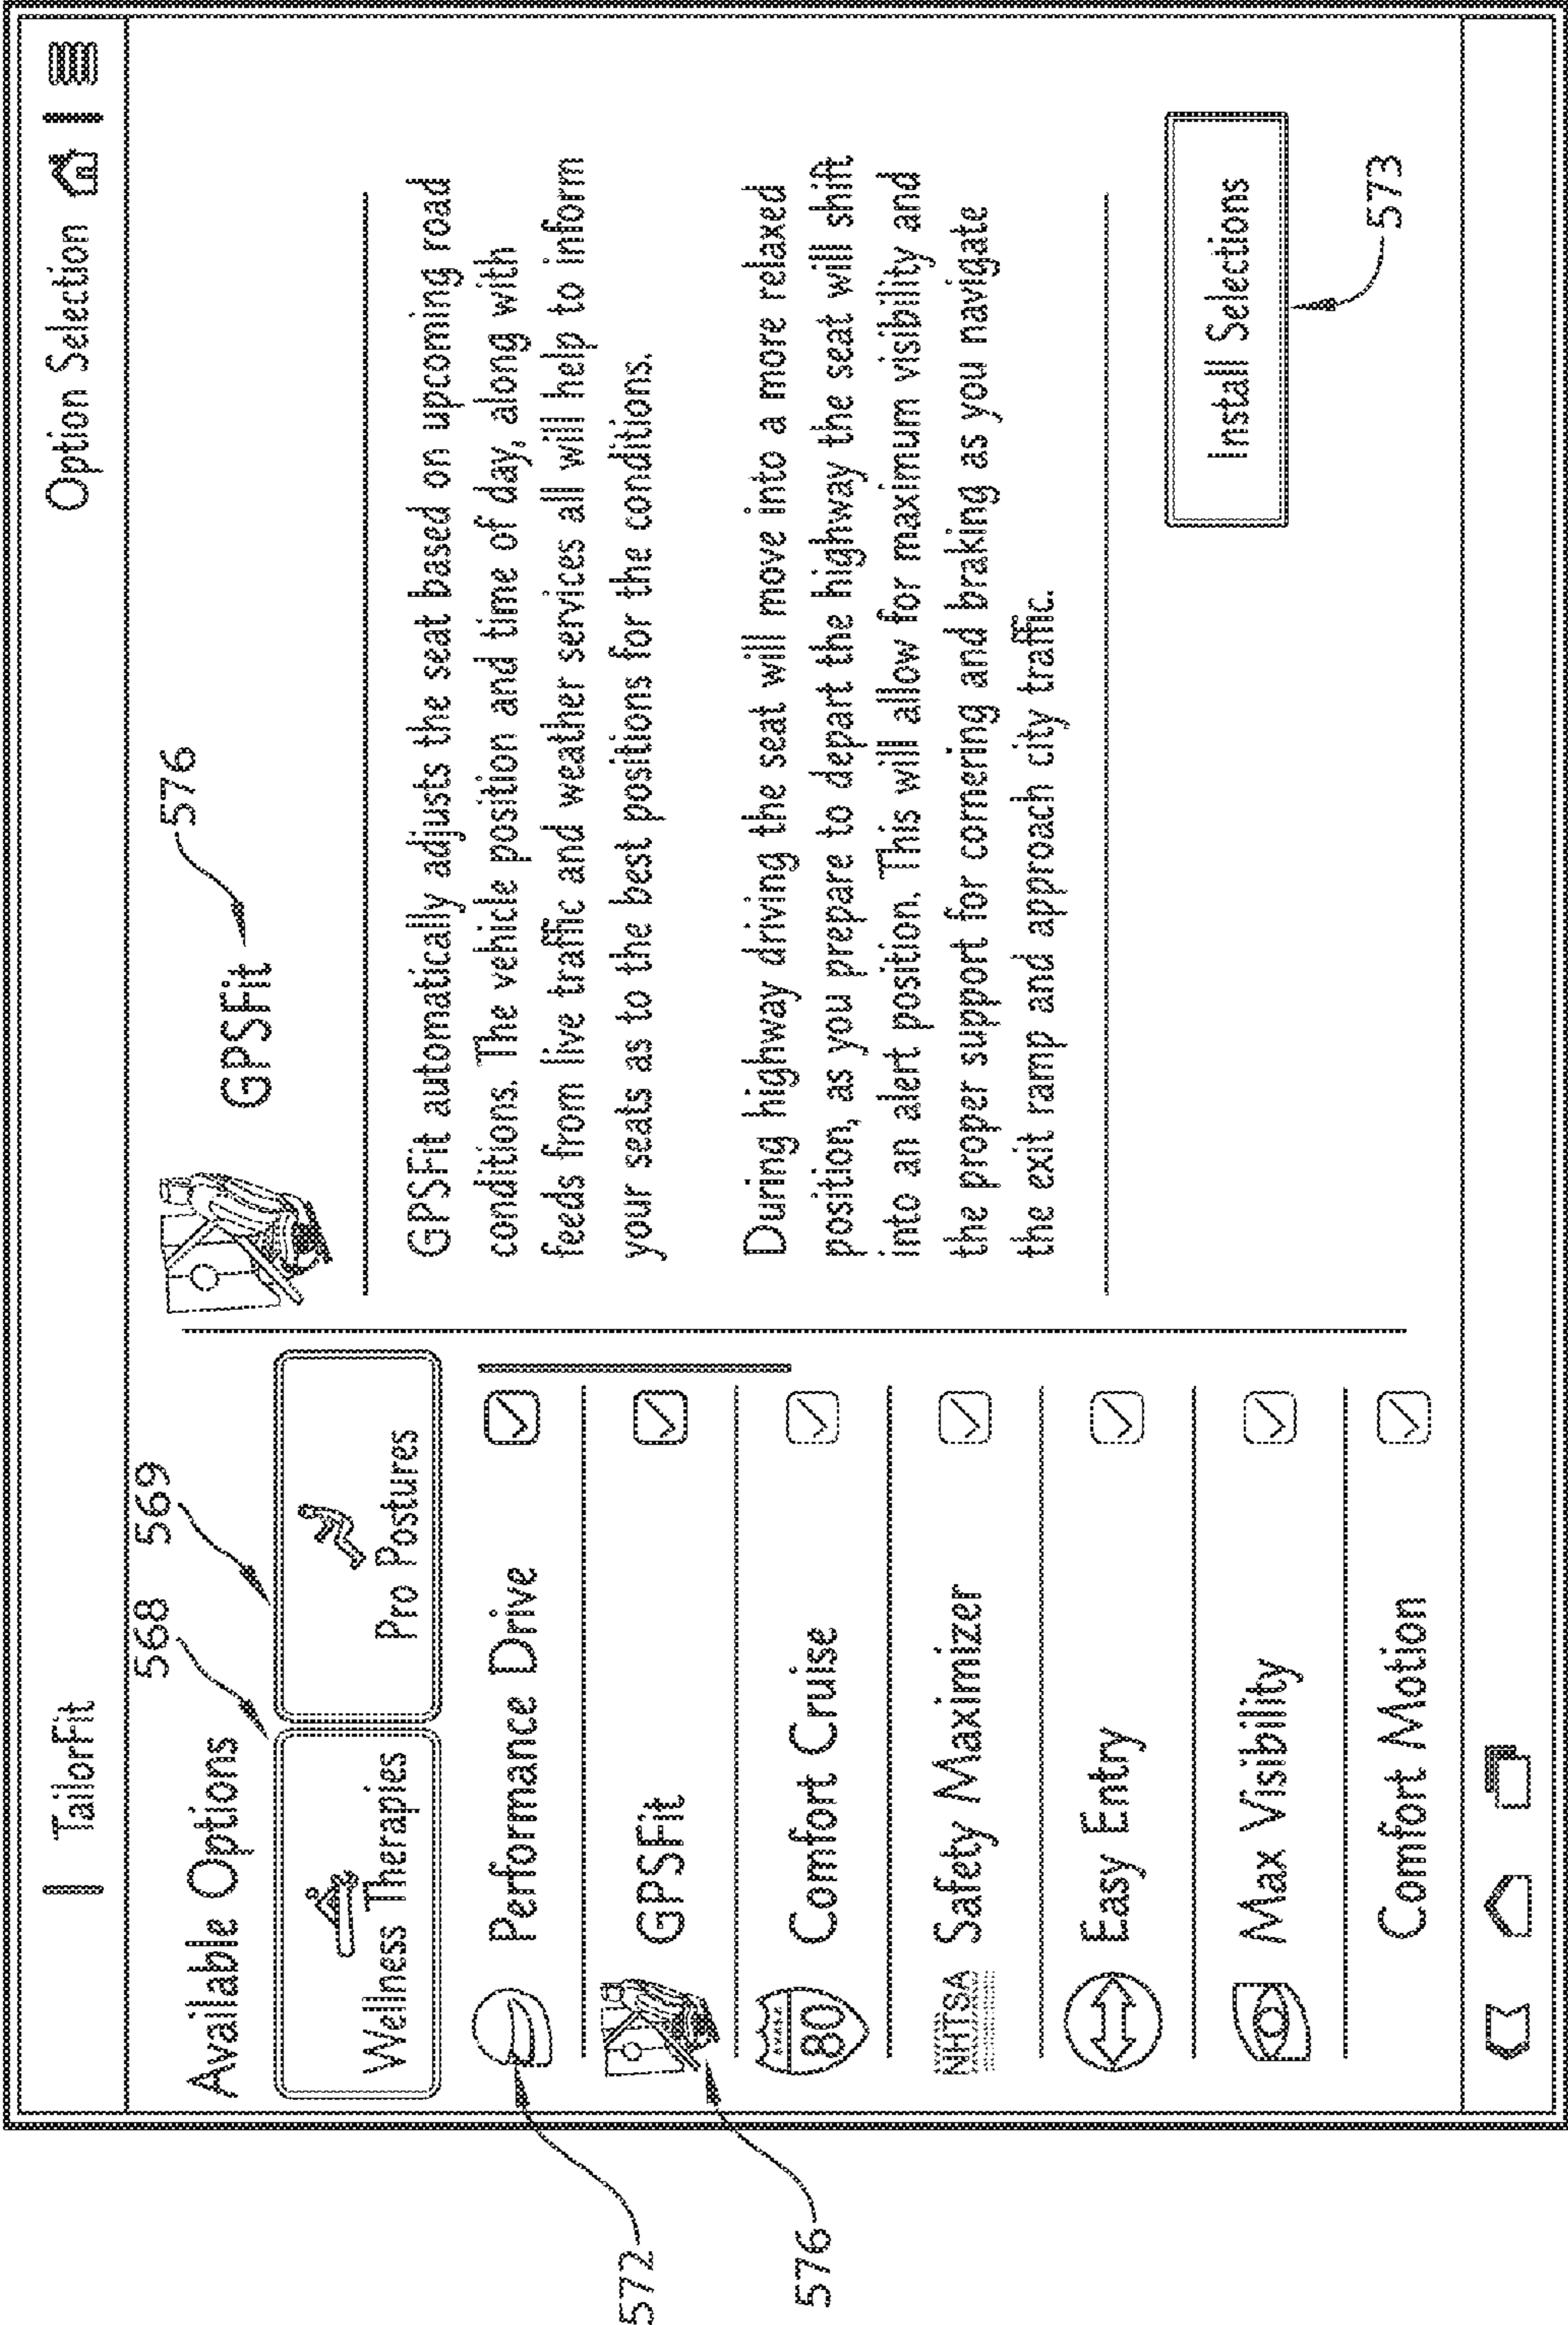 TailorFit
Option Selection
Available Options
568
569
Wellness Therapies
Pro Postures
572
Performance Drive
576
GPSFit
80
Comfort Cruise
NHTSA
Safety Maximizer
Easy Entry
Max Visibility
Comfort Motion
GPSFit
576
GPSFit automatically adjusts the seat based on upcoming road
conditions. The vehicle position and time of day, along with
feeds from live traffic and weather services all will help to inform
your seats as to the best positions for the conditions.
During highway driving the seat will move into a more relaxed
position, as you prepare to depart the highway the seat will shift
into an alert position. This will allow for maximum visibility and
the proper support for cornering and braking as you navigate
the exit ramp and approach city traffic.
Install Selections
573